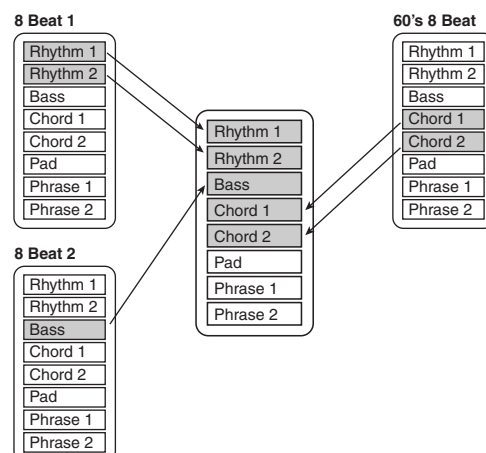 8 Beat 1
Rhythm 1
Rhythm 2
Bass
Chord 1
Chord 2
Pad
Phrase 1
Phrase 2
8 Beat 2
Rhythm 1
Rhythm 2
Bass
Chord 1
Chord 2
Pad
Phrase 1
Phrase 2
Rhythm 1
Rhythm 2
Bass
Chord 1
Chord 2
Pad
Phrase 1
Phrase 2
60's 8 Beat
Rhythm 1
Rhythm 2
Bass
Chord 1
Chord 2
Pad
Phrase 1
Phrase 2